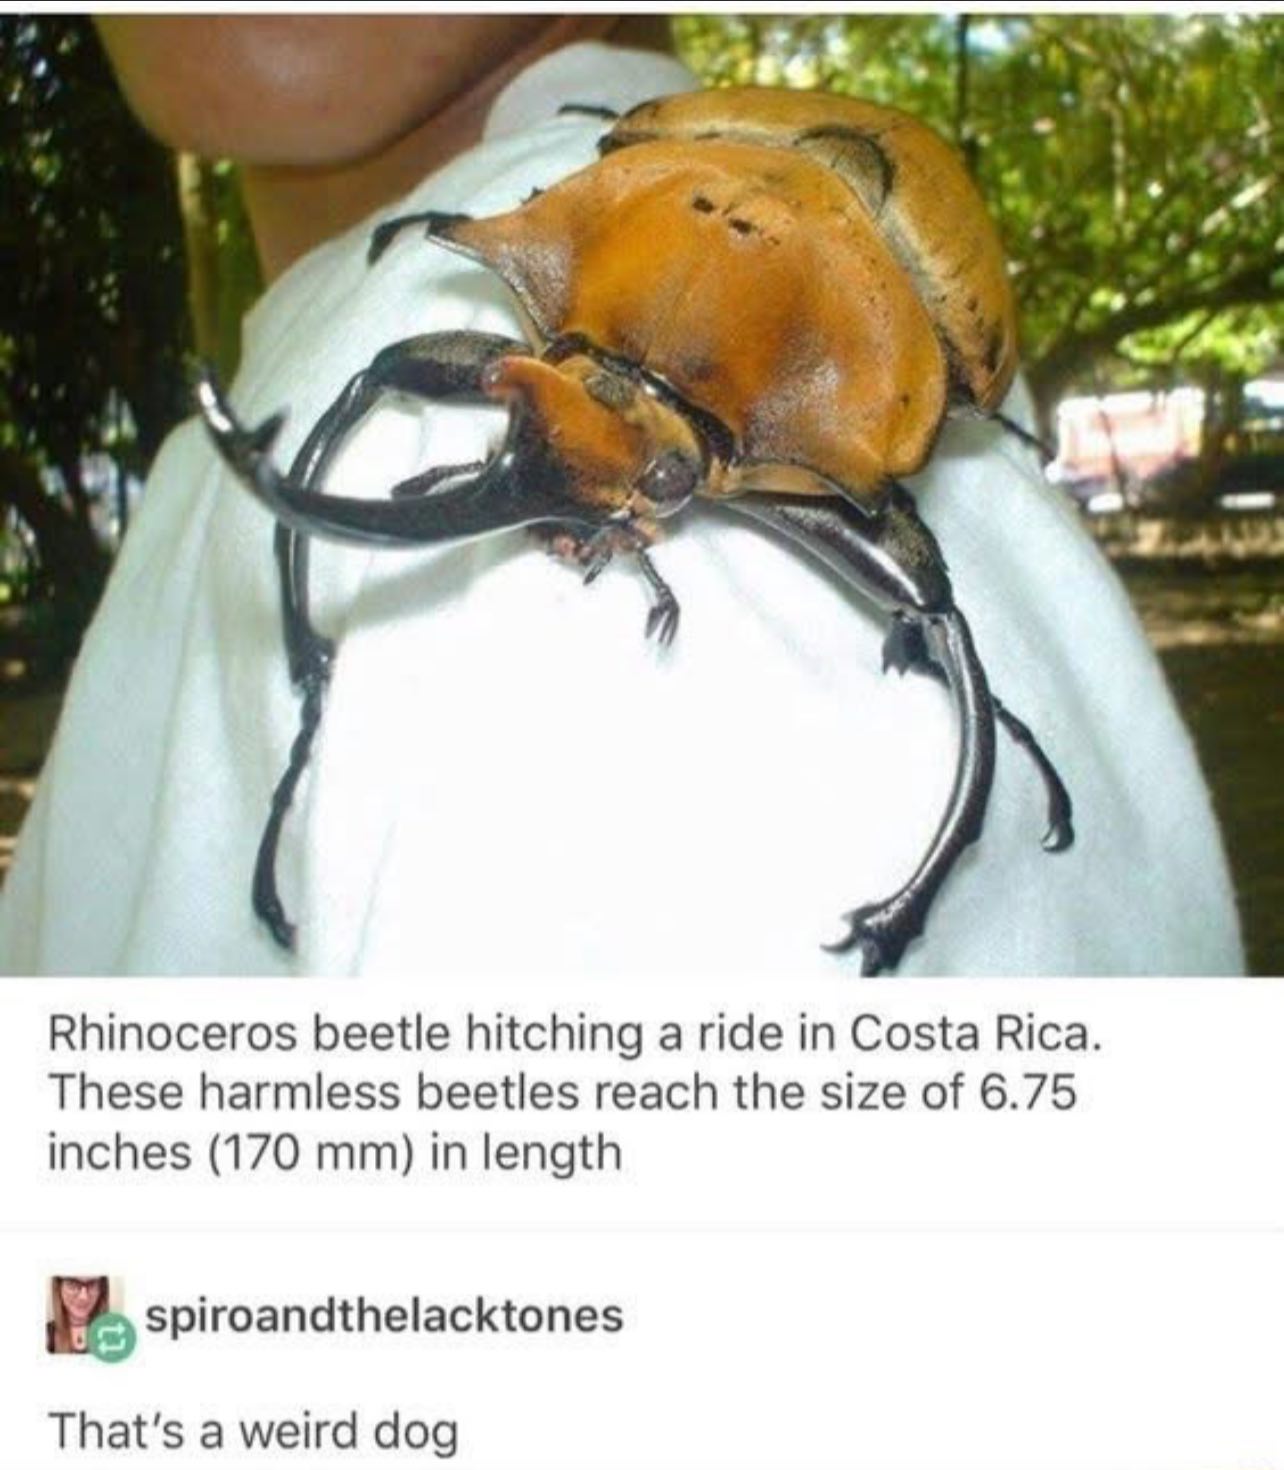 Rhinoceros beetle hitching a ride in Costa Rica.
These harmless beetles reach the size of 6.75
inches (170 mm) in length
spiroandthelacktones
That's a weird dog